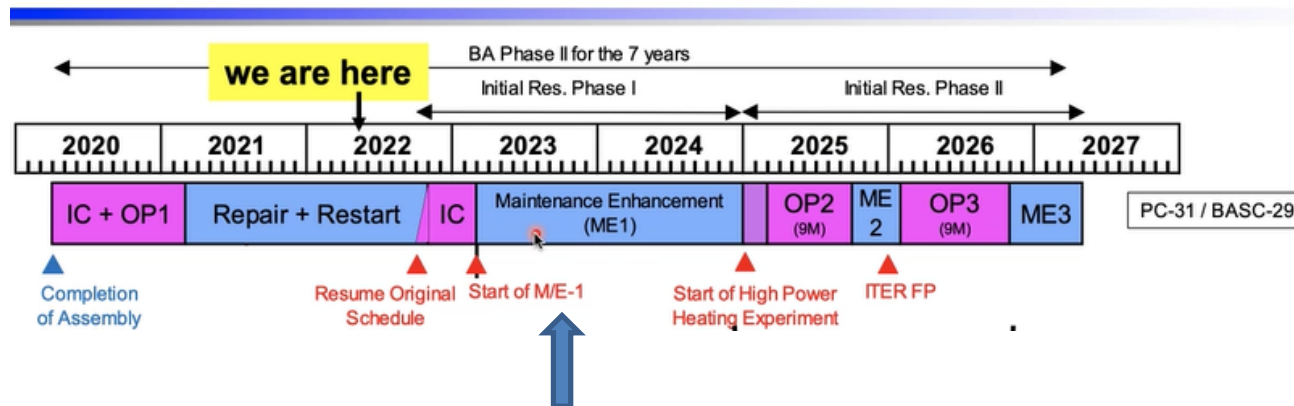 BA Phase II for the 7 years
we are here
Initial Res. Phase I
Initial Res. Phase II
2020
2021
2022
2023
2024
2025
2026
2027
IC + OP1
Repair + Restart
IC
Maintenance Enhancement
(ME1)
OP2
(9M)
ME
2
OP3
(9M)
ME3
PC-31 / BASC-29
Completion
of Assembly
Resume Original
Schedule
Start of M/E-1
Start of High Power
Heating Experiment
ITER FP